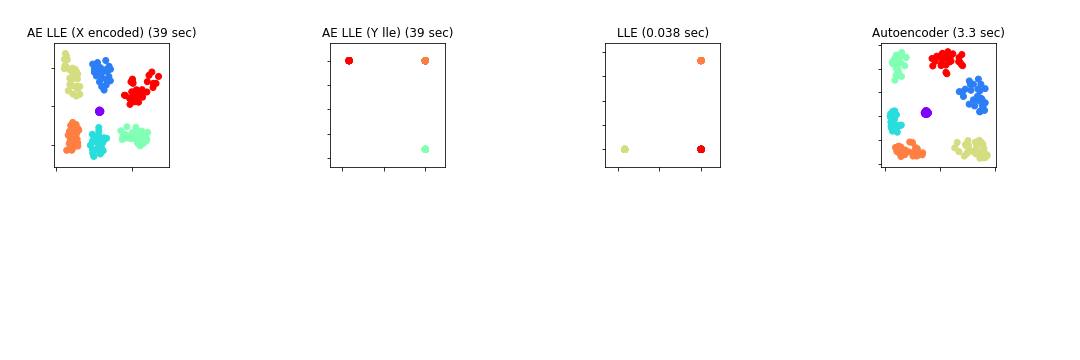 AE LLE (X encoded) (39 sec)
AE LLE (Y lle) (39 sec)
LLE (0.038 sec)
Autoencoder (3.3 sec)